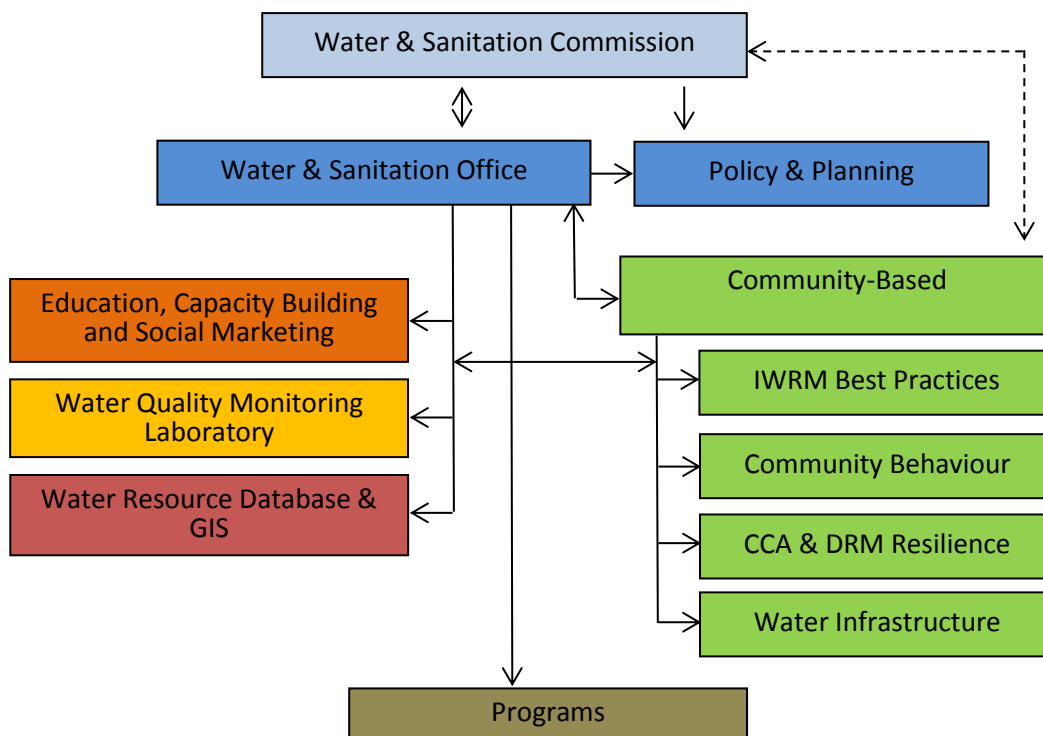 Water & Sanitation Commission
Water & Sanitation Office
Policy & Planning
Community-Based
Education, Capacity Building
and Social Marketing
IWRM Best Practices
Water Quality Monitoring
Laboratory
Community Behaviour
Water Resource Database &
GIS
CCA & DRM Resilience
Water Infrastructure
Programs